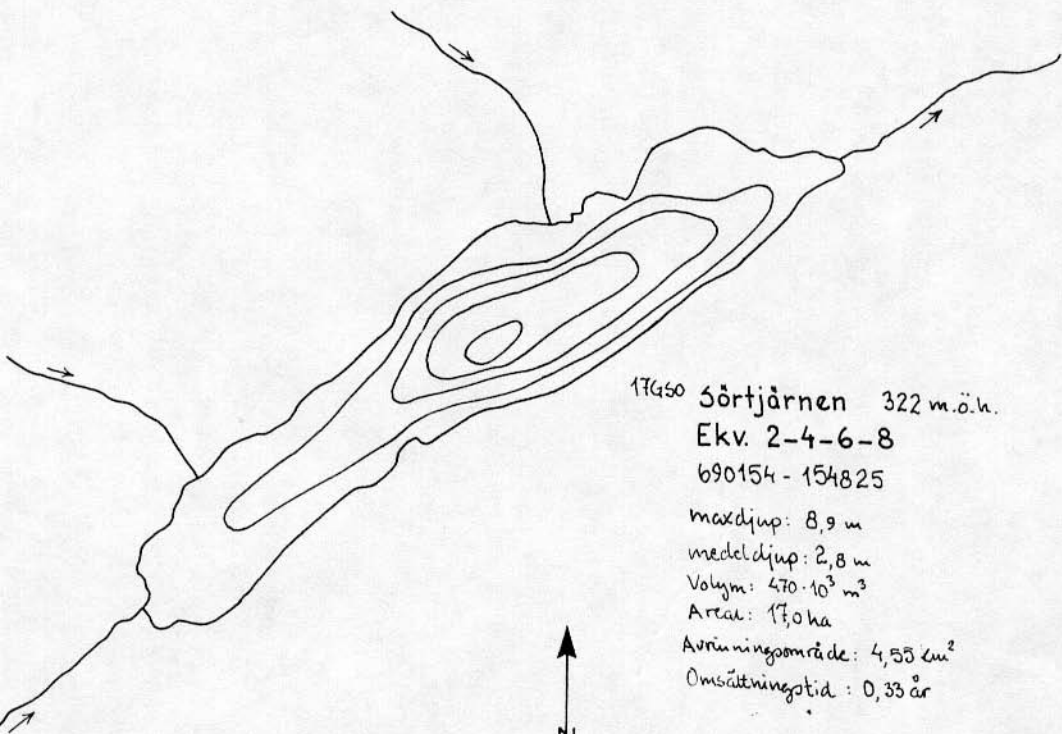 17G50 Sörtjärnen 322 m.ö.h.
Ekv. 2-4-6-8
690154 - 154825
maxdjup: 8,9 m
medeldjup: 2,8 m
Volym: 470·10³ m³
Areal: 17,0 ha
Avrinningsområde: 4,55 km²
Omsättningstid : 0,33 år
N